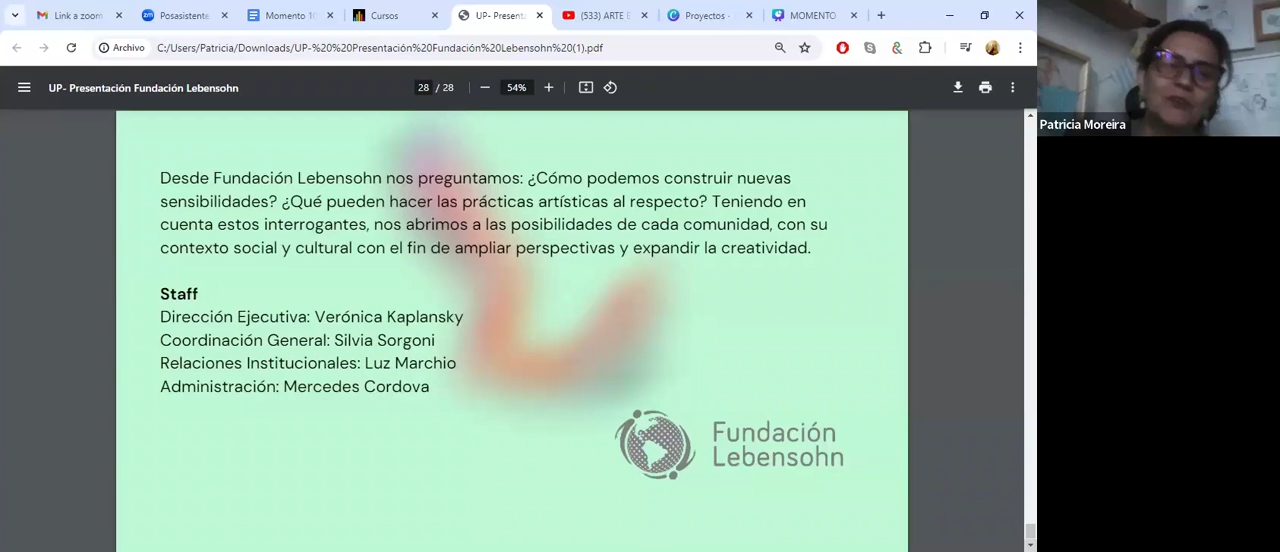 Link a zoom
Posasistente
Momento 1
Cursos
UP- Presenta
(533) ARTE E
Proyectos -
MOMENTO
Archivo
C:/Users/Patricia/Downloads/UP-%20%20Presentación%20Fundación%20Lebensohn%20(1).pdf
UP- Presentación Fundación Lebensohn
28 / 28
54%
Patricia Moreira
Desde Fundación Lebensohn nos preguntamos: ¿Cómo podemos construir nuevas
sensibilidades? ¿Qué pueden hacer las prácticas artísticas al respecto? Teniendo en
cuenta estos interrogantes, nos abrimos a las posibilidades de cada comunidad, con su
contexto social y cultural con el fin de ampliar perspectivas y expandir la creatividad.
Staff
Dirección Ejecutiva: Verónica Kaplansky
Coordinación General: Silvia Sorgoni
Relaciones Institucionales: Luz Marchio
Administración: Mercedes Cordova
Fundación
Lebensohn